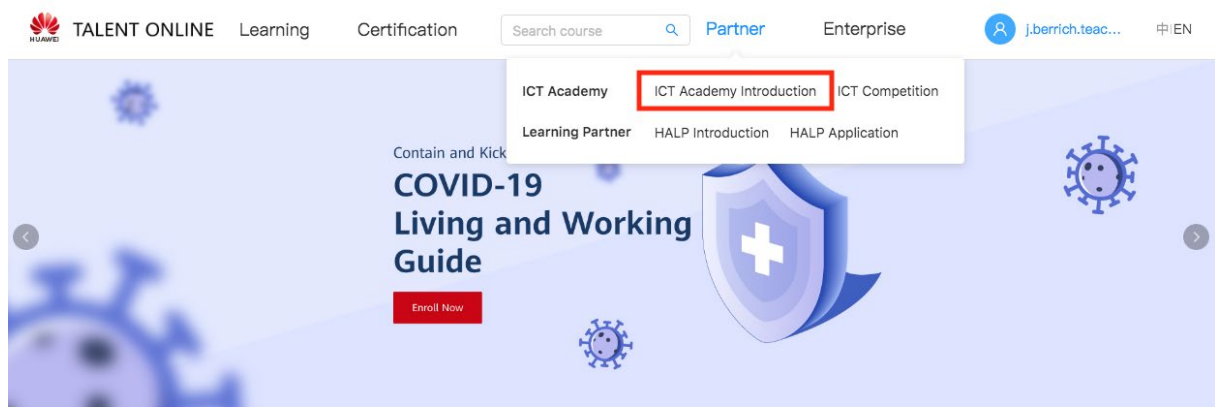 HUAWEI TALENT ONLINE Learning Certification Search course Partner Enterprise j.berrich.teac... 中|EN
ICT Academy ICT Academy Introduction ICT Competition
Learning Partner HALP Introduction HALP Application
Contain and Kick
COVID-19
Living and Working
Guide
Enroll Now